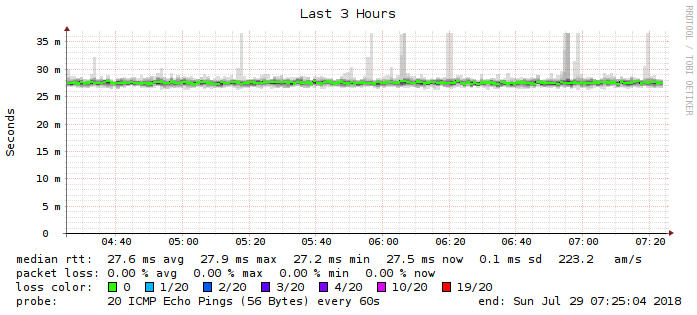 Last 3 Hours
RRDTOOL / TOBI OETIKER
Seconds
35 m
30 m
25 m
20 m
15 m
10 m
5 m
0
04:40 05:00 05:20 05:40 06:00 06:20 06:40 07:00 07:20
median rtt: 27.6 ms avg 27.9 ms max 27.2 ms min 27.5 ms now 0.1 ms sd 223.2 am/s
packet loss: 0.00 % avg 0.00 % max 0.00 % min 0.00 % now
loss color: 0 1/20 2/20 3/20 4/20 10/20 19/20
probe: 20 ICMP Echo Pings (56 Bytes) every 60s end: Sun Jul 29 07:25:04 2018